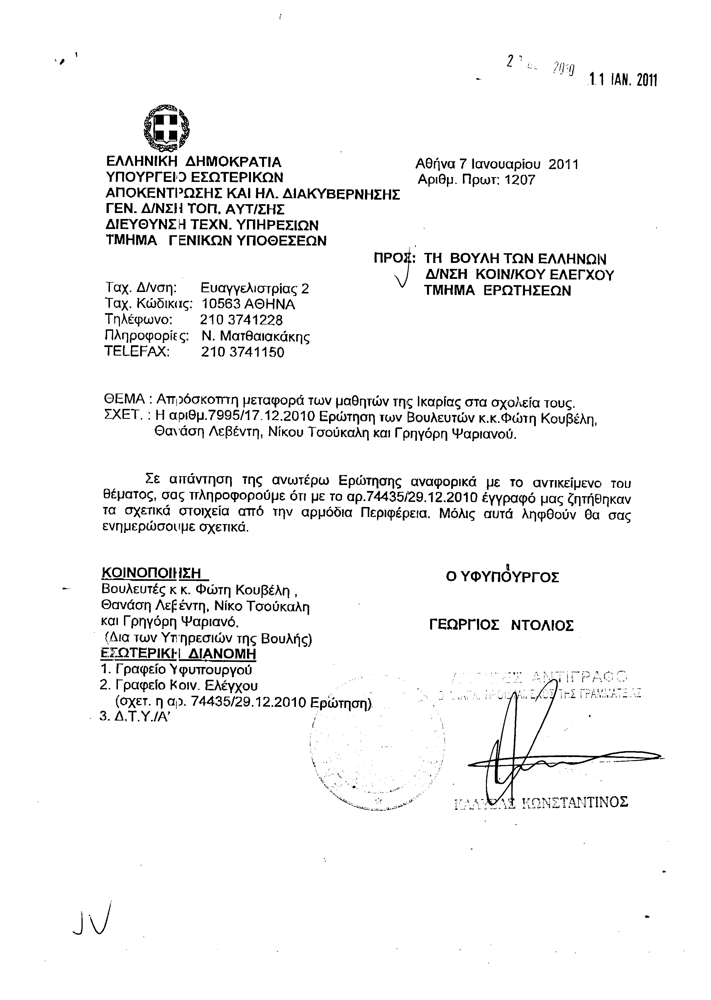 11 ΙΑΝ. 2011
ΕΛΛΗΝΙΚΗ ΔΗΜΟΚΡΑΤΙΑ
ΥΠΟΥΡΓΕΙΟ ΕΣΩΤΕΡΙΚΩΝ
ΑΠΟΚΕΝΤΡΩΣΗΣ ΚΑΙ ΗΛ. ΔΙΑΚΥΒΕΡΝΗΣΗΣ
ΓΕΝ. Δ/ΝΣΗ ΤΟΠ. ΑΥΤ/ΣΗΣ
ΔΙΕΥΘΥΝΣΗ ΤΕΧΝ. ΥΠΗΡΕΣΙΩΝ
ΤΜΗΜΑ ΓΕΝΙΚΩΝ ΥΠΟΘΕΣΕΩΝ
Αθήνα 7 Ιανουαρίου 2011
Αριθμ. Πρωτ: 1207
ΠΡΟΣ: ΤΗ ΒΟΥΛΗ ΤΩΝ ΕΛΛΗΝΩΝ
Δ/ΝΣΗ ΚΟΙΝ/ΚΟΥ ΕΛΕΓΧΟΥ
ΤΜΗΜΑ ΕΡΩΤΗΣΕΩΝ
Ταχ. Δ/νση: Ευαγγελιστρίας 2
Ταχ. Κώδικας: 10563 ΑΘΗΝΑ
Τηλέφωνο: 210 3741228
Πληροφορίες: Ν. Ματθαιακάκης
TELEFAX: 210 3741150
ΘΕΜΑ : Απρόσκοπτη μεταφορά των μαθητών της Ικαρίας στα σχολεία τους.
ΣΧΕΤ. : Η αριθμ.7995/17.12.2010 Ερώτηση των Βουλευτών κ.κ.Φώτη Κουβέλη,
Θανάση Λεβέντη, Νίκου Τσούκαλη και Γρηγόρη Ψαριανού.
Σε απάντηση της ανωτέρω Ερώτησης αναφορικά με το αντικείμενο του
θέματος, σας πληροφορούμε ότι με το αρ.74435/29.12.2010 έγγραφό μας ζητήθηκαν
τα σχετικά στοιχεία από την αρμόδια Περιφέρεια. Μόλις αυτά ληφθούν θα σας
ενημερώσουμε σχετικά.
ΚΟΙΝΟΠΟΙΗΣΗ
Βουλευτές κ κ. Φώτη Κουβέλη ,
Θανάση Λεβέντη, Νίκο Τσούκαλη
και Γρηγόρη Ψαριανό.
(Δια των Υπηρεσιών της Βουλής)
ΕΣΩΤΕΡΙΚΗ ΔΙΑΝΟΜΗ
1. Γραφείο Υφυπουργού
2. Γραφείο Κοιν. Ελέγχου
(σχετ. η αρ. 74435/29.12.2010 Ερώτηση)
3. Δ.Τ.Υ./Α'
Ο ΥΦΥΠΟΥΡΓΟΣ
ΓΕΩΡΓΙΟΣ ΝΤΟΛΙΟΣ
ΑΝΤΙΓΡΑΦΟ
ΤΗΣ ΓΡΑΜΜΑΤΕΙΑΣ
ΚΩΝΣΤΑΝΤΙΝΟΣ